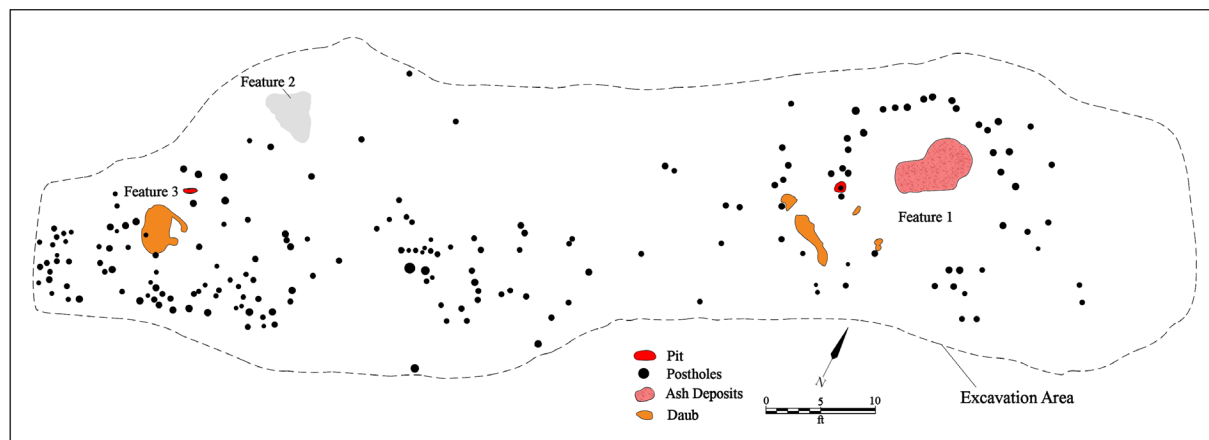 Feature 2
Feature 3
Feature 1
Pit
Postholes
Ash Deposits
Daub
N
0 5 10
ft
Excavation Area